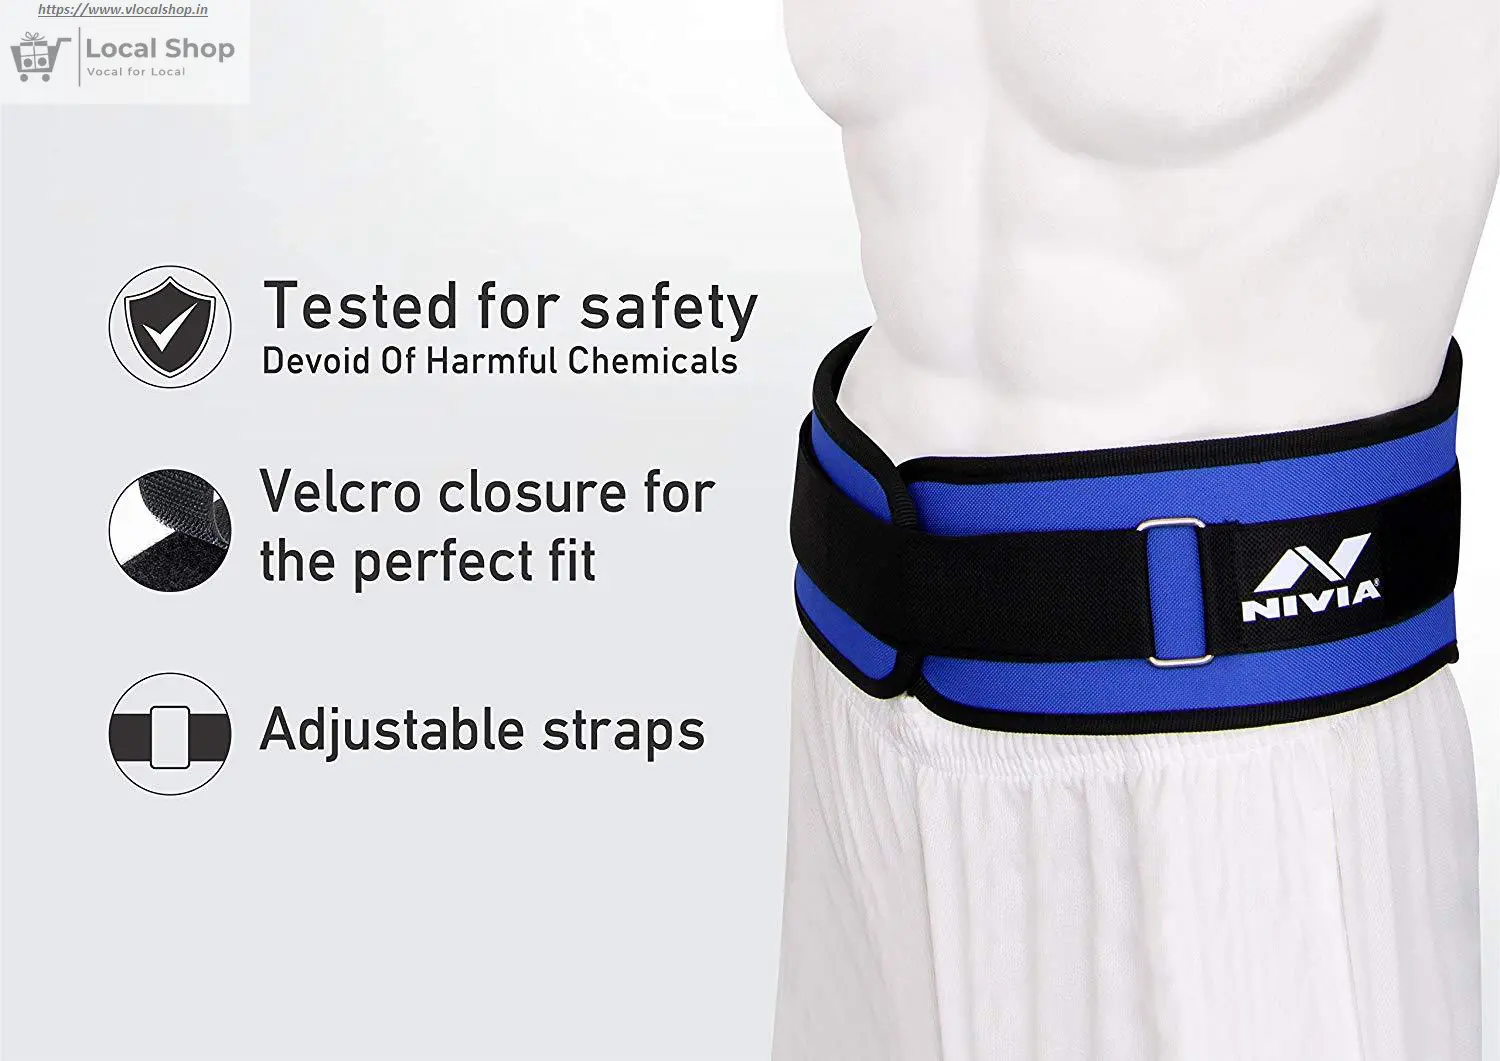 https://www.vlocalshop.in
Local Shop
Vocal for Local
Tested for safety
Devoid Of Harmful Chemicals
Velcro closure for
the perfect fit
Adjustable straps
NIVIA®